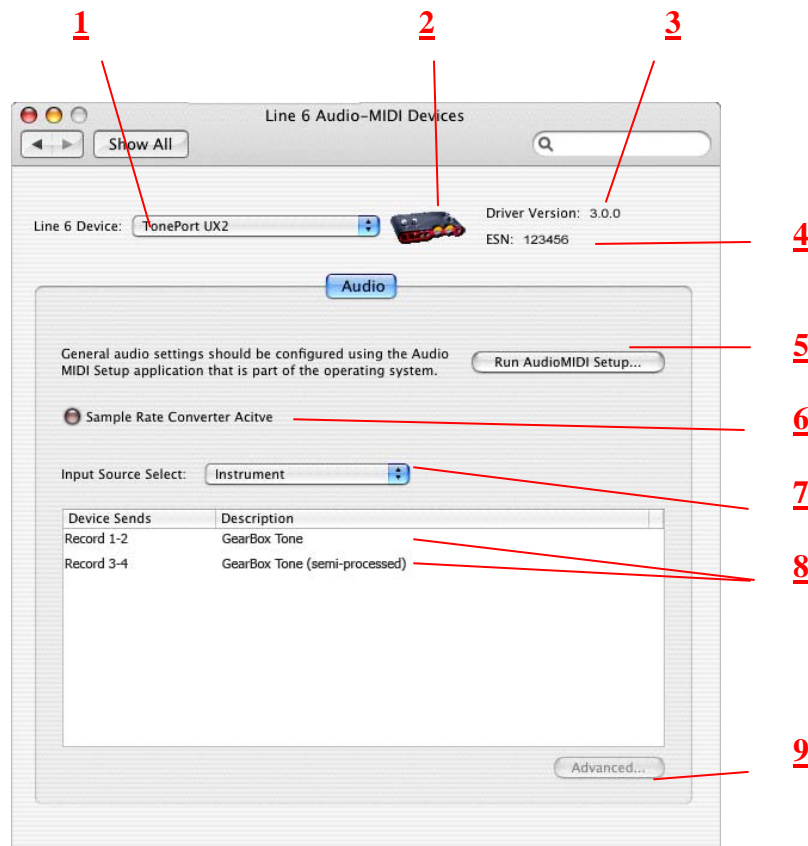 1 2 3
Line 6 Audio-MIDI Devices
Show All
Line 6 Device: TonePort UX2
Driver Version: 3.0.0
ESN: 123456
4
Audio
General audio settings should be configured using the Audio
MIDI Setup application that is part of the operating system.
Run AudioMIDI Setup...
5
Sample Rate Converter Acitve
6
Input Source Select: Instrument
7
Device Sends Description
Record 1-2 GearBox Tone
Record 3-4 GearBox Tone (semi-processed)
8
Advanced...
9